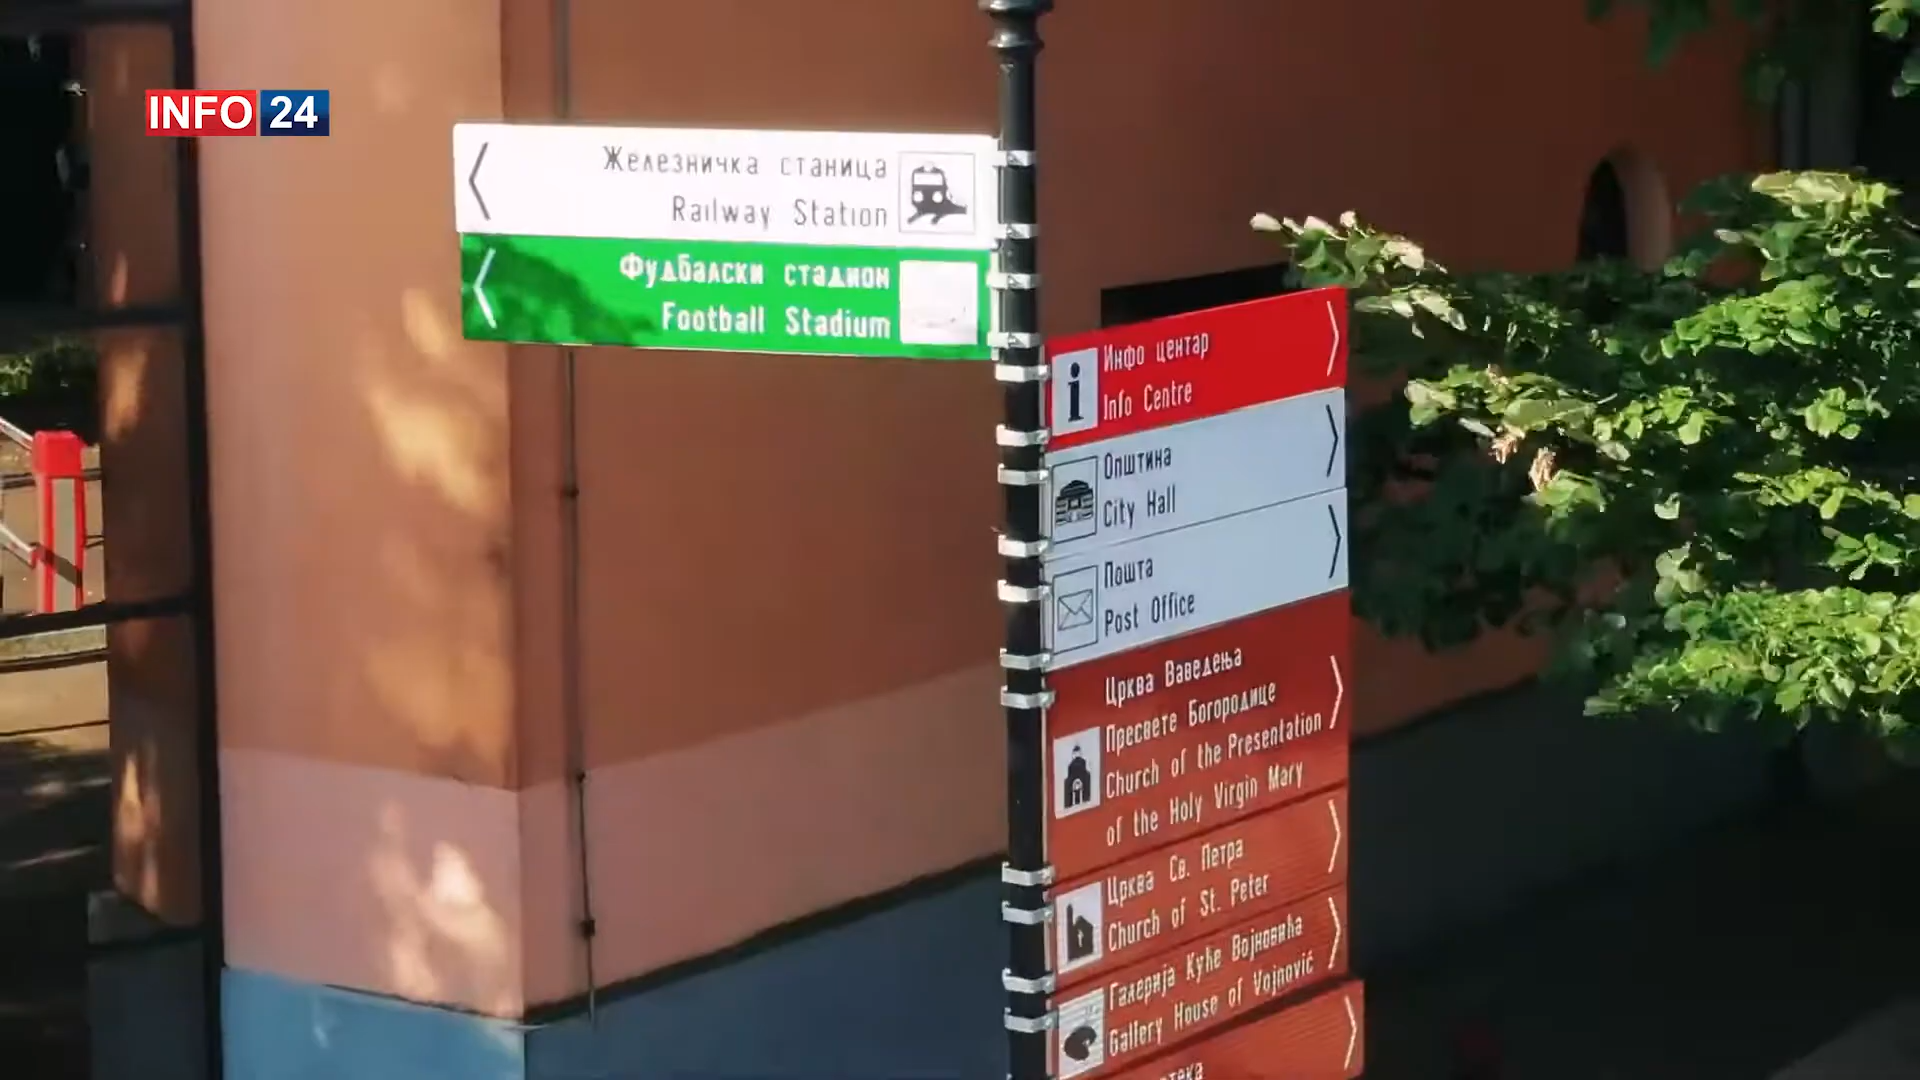 INFO 24
Железничка станица
Railway Station
Фудбалски стадион
Football Stadium
Инфо центар
Info Centre
Општина
City Hall
Пошта
Post Office
Црква Ваведења
Пресвете Богородице
Church of the Presentation
of the Holy Virgin Mary
Црква Св. Петра
Church of St. Peter
Галерија Куће Војновића
Gallery House of Vojnović